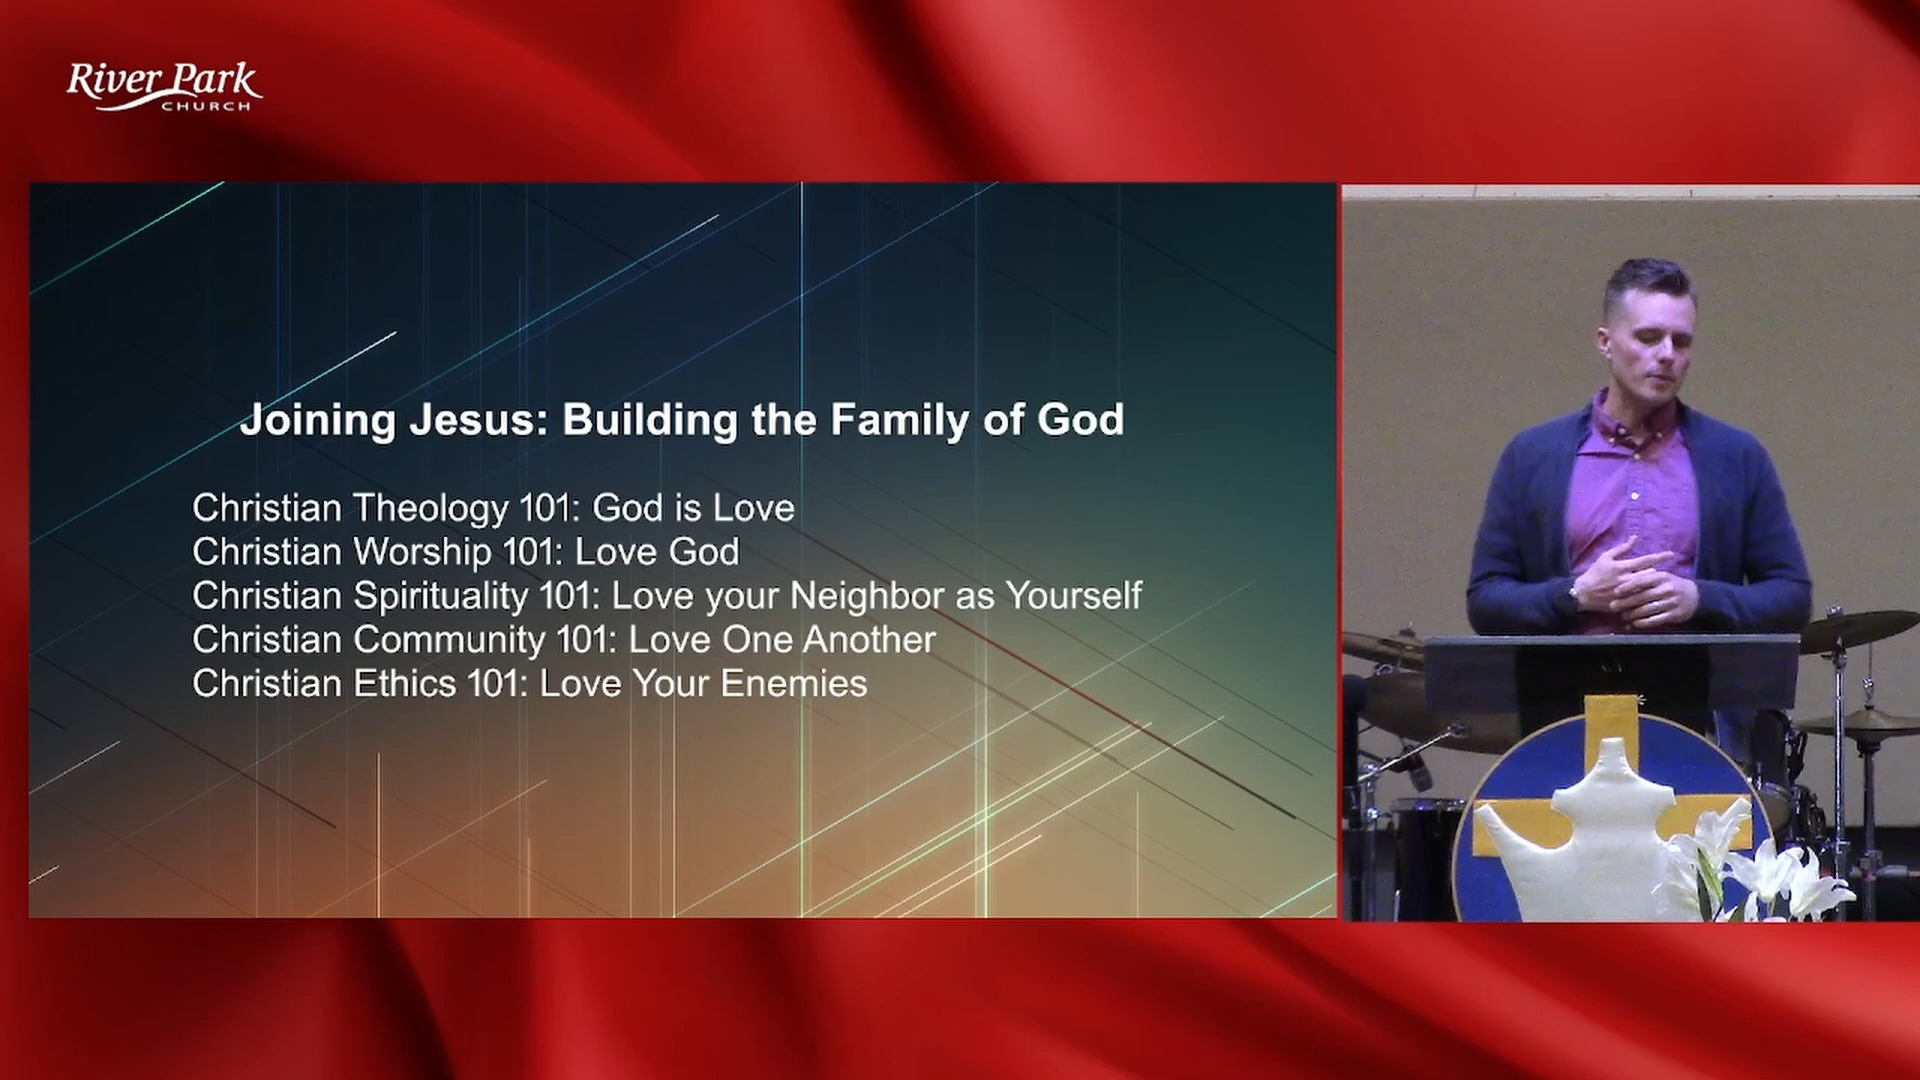 River Park
CHURCH
Joining Jesus: Building the Family of God
Christian Theology 101: God is Love
Christian Worship 101: Love God
Christian Spirituality 101: Love your Neighbor as Yourself
Christian Community 101: Love One Another
Christian Ethics 101: Love Your Enemies